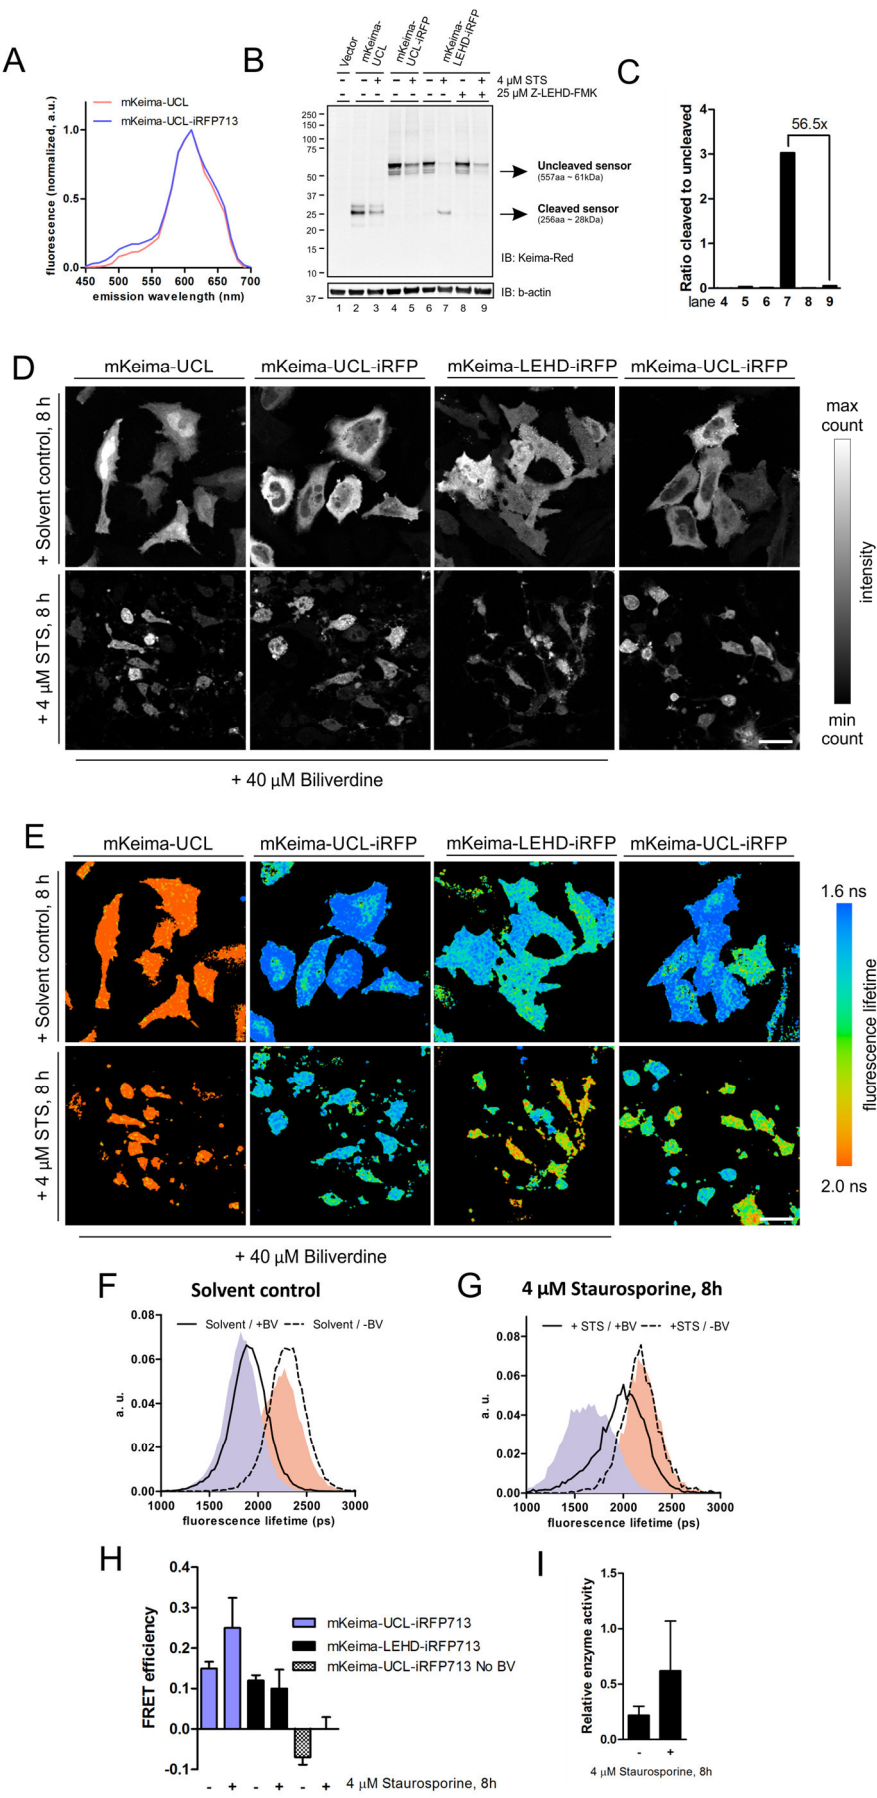 A
mKeima-UCL
mKeima-UCL-iRFP713
fluorescence (normalized, a.u.)
1.0
0.5
0.0
450 500 550 600 650 700
emission wavelength (nm)
B
Vector
mKeima-
UCL
mKeima-
UCL-iRFP
mKeima-
LEHD-iRFP
- - + - + - + - + 4 µM STS
- - - - - - - + + 25 µM Z-LEHD-FMK
250
150
100
75
50
37
25
20
15
10
37
Uncleaved sensor
(557aa ~ 61kDa)
Cleaved sensor
(256aa ~ 28kDa)
IB: Keima-Red
IB: b-actin
1 2 3 4 5 6 7 8 9
C
Ratio cleaved to uncleaved
4
3
2
1
0
56.5x
lane 4 5 6 7 8 9
D
mKeima-UCL mKeima-UCL-iRFP mKeima-LEHD-iRFP mKeima-UCL-iRFP
+ Solvent control, 8 h
+ 4 µM STS, 8 h
max
count
intensity
min
count
+ 40 µM Biliverdine
E
mKeima-UCL mKeima-UCL-iRFP mKeima-LEHD-iRFP mKeima-UCL-iRFP
+ Solvent control, 8 h
+ 4 µM STS, 8 h
1.6 ns
fluorescence lifetime
2.0 ns
+ 40 µM Biliverdine
F
Solvent control
Solvent / +BV Solvent / -BV
a. u.
0.08
0.06
0.04
0.02
0.00
1000 1500 2000 2500 3000
fluorescence lifetime (ps)
G
4 µM Staurosporine, 8h
+ STS / +BV +STS / -BV
a. u.
0.08
0.06
0.04
0.02
0.00
1000 1500 2000 2500 3000
fluorescence lifetime (ps)
H
FRET efficiency
0.4
0.3
0.2
0.1
0.0
-0.1
mKeima-UCL-iRFP713
mKeima-LEHD-iRFP713
mKeima-UCL-iRFP713 No BV
- + - + - + 4 µM Staurosporine, 8h
I
Relative enzyme activity
1.5
1.0
0.5
0.0
- +
4 µM Staurosporine, 8h